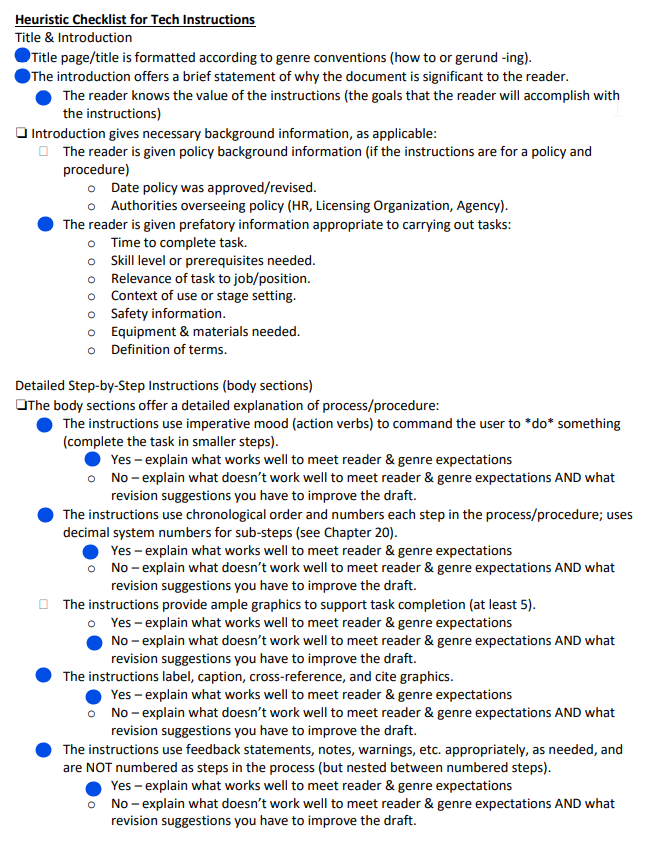 Heuristic Checklist for Tech Instructions
Title & Introduction
Title page/title is formatted according to genre conventions (how to or gerund -ing).
The introduction offers a brief statement of why the document is significant to the reader.
The reader knows the value of the instructions (the goals that the reader will accomplish with
the instructions)
❑ Introduction gives necessary background information, as applicable:
The reader is given policy background information (if the instructions are for a policy and
procedure)
o Date policy was approved/revised.
o Authorities overseeing policy (HR, Licensing Organization, Agency).
The reader is given prefatory information appropriate to carrying out tasks:
o Time to complete task.
o Skill level or prerequisites needed.
o Relevance of task to job/position.
o Context of use or stage setting.
o Safety information.
o Equipment & materials needed.
o Definition of terms.
Detailed Step-by-Step Instructions (body sections)
❑The body sections offer a detailed explanation of process/procedure:
The instructions use imperative mood (action verbs) to command the user to *do* something
(complete the task in smaller steps).
Yes – explain what works well to meet reader & genre expectations
o No – explain what doesn't work well to meet reader & genre expectations AND what
revision suggestions you have to improve the draft.
The instructions use chronological order and numbers each step in the process/procedure; uses
decimal system numbers for sub-steps (see Chapter 20).
Yes – explain what works well to meet reader & genre expectations
o No – explain what doesn't work well to meet reader & genre expectations AND what
revision suggestions you have to improve the draft.
The instructions provide ample graphics to support task completion (at least 5).
o Yes – explain what works well to meet reader & genre expectations
No – explain what doesn't work well to meet reader & genre expectations AND what
revision suggestions you have to improve the draft.
The instructions label, caption, cross-reference, and cite graphics.
Yes – explain what works well to meet reader & genre expectations
o No – explain what doesn't work well to meet reader & genre expectations AND what
revision suggestions you have to improve the draft.
The instructions use feedback statements, notes, warnings, etc. appropriately, as needed, and
are NOT numbered as steps in the process (but nested between numbered steps).
Yes – explain what works well to meet reader & genre expectations
o No – explain what doesn't work well to meet reader & genre expectations AND what
revision suggestions you have to improve the draft.